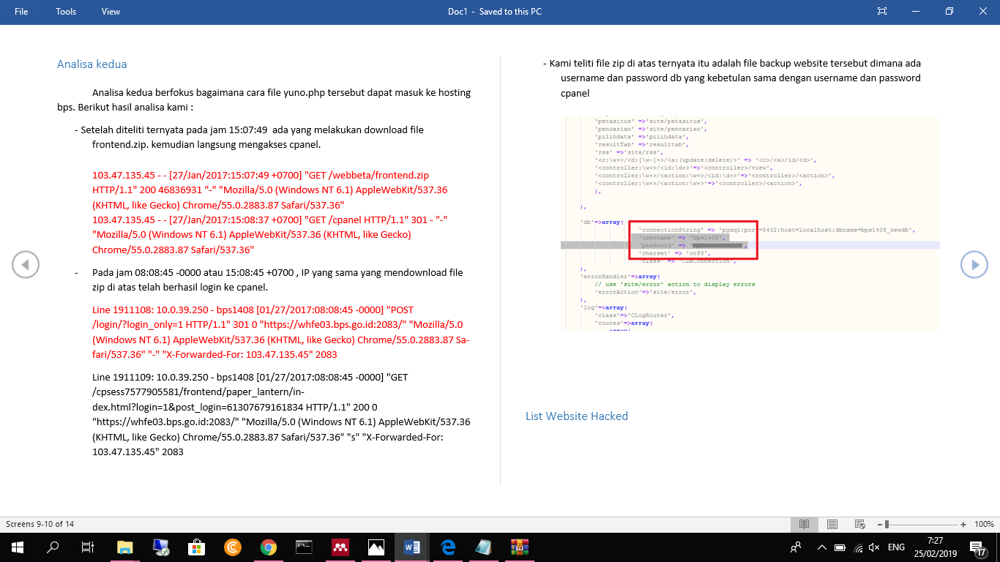 File Tools View Doc1 - Saved to this PC
Analisa kedua
Analisa kedua berfokus bagaimana cara file yuno.php tersebut dapat masuk ke hosting
bps. Berikut hasil analisa kami :
- Setelah diteliti ternyata pada jam 15:07:49 ada yang melakukan download file
frontend.zip. kemudian langsung mengakses cpanel.
103.47.135.45 - - [27/Jan/2017:15:07:49 +0700] "GET /webbeta/frontend.zip
HTTP/1.1" 200 46836931 "-" "Mozilla/5.0 (Windows NT 6.1) AppleWebKit/537.36
(KHTML, like Gecko) Chrome/55.0.2883.87 Safari/537.36"
103.47.135.45 - - [27/Jan/2017:15:08:37 +0700] "GET /cpanel HTTP/1.1" 301 - "-"
"Mozilla/5.0 (Windows NT 6.1) AppleWebKit/537.36 (KHTML, like Gecko)
Chrome/55.0.2883.87 Safari/537.36"
- Pada jam 08:08:45 -0000 atau 15:08:45 +0700 , IP yang sama yang mendownload file
zip di atas telah berhasil login ke cpanel.
Line 1911108: 10.0.39.250 - bps1408 [01/27/2017:08:08:45 -0000] "POST
/login/?login_only=1 HTTP/1.1" 301 0 "https://whfe03.bps.go.id:2083/" "Mozilla/5.0
(Windows NT 6.1) AppleWebKit/537.36 (KHTML, like Gecko) Chrome/55.0.2883.87 Sa-
fari/537.36" "-" "X-Forwarded-For: 103.47.135.45" 2083
Line 1911109: 10.0.39.250 - bps1408 [01/27/2017:08:08:45 -0000] "GET
/cpsess7577905581/frontend/paper_lantern/in-
dex.html?login=1&post_login=61307679161834 HTTP/1.1" 200 0
"https://whfe03.bps.go.id:2083/" "Mozilla/5.0 (Windows NT 6.1) AppleWebKit/537.36
(KHTML, like Gecko) Chrome/55.0.2883.87 Safari/537.36" "s" "X-Forwarded-For:
103.47.135.45" 2083
- Kami teliti file zip di atas ternyata itu adalah file backup website tersebut dimana ada
username dan password db yang kebetulan sama dengan username dan password
cpanel
'petasitus' =>'site/petasitus',
'pencarian' =>'site/pencarian',
'pilihdata' =>'pilihdata',
'resultTab' =>'resulttab',
'rss' =>'site/rss',
'<c:\w+>/<d:[\w-]+>/<a:(update|delete)>' => '<c>/<a>/id/<d>',
'<controller:\w+>/<id:\d+>'=>'<controller>/view',
'<controller:\w+>/<action:\w+>/<id:\d+>'=>'<controller>/<action>',
'<controller:\w+>/<action:\w+>'=>'<controller>/<action>',
),
),
'db'=>array(
'connectionString' => 'pgsql:port=5432;host=localhost;dbname=bps1408_newdb',
'username' => 'bps1408',
'password' => '
'charset' => 'utf8',
'class' => 'CDbConnection',
),
'errorHandler'=>array(
// use 'site/error' action to display errors
'errorAction'=>'site/error',
),
'log'=>array(
'class'=>'CLogRouter',
'routes'=>array(
List Website Hacked
Screens 9-10 of 14 100%
ENG 7:27
25/02/2019 17